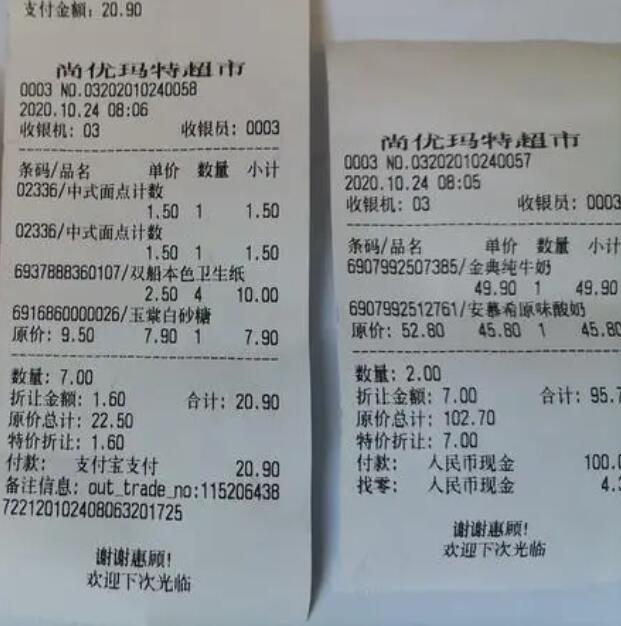 支付金额: 20.90
尚优玛特超市
0003 NO.03202010240058
2020.10.24 08:06
收银机: 03 收银员: 0003
条码/品名 单价 数量 小计
02336/中式面点计数
1.50 1 1.50
02336/中式面点计数
1.50 1 1.50
6937888360107/双船本色卫生纸
2.50 4 10.00
6916860000026/玉棠白砂糖
原价: 9.50 7.90 1 7.90
数量: 7.00
折让金额: 1.60 合计: 20.90
原价总计: 22.50
特价折让: 1.60
付款: 支付宝支付 20.90
备注信息: out_trade_no:115206438
722120102408063201725
谢谢惠顾!
欢迎下次光临
尚优玛特超市
0003 NO.03202010240057
2020.10.24 08:05
收银机: 03 收银员: 0003
条码/品名 单价 数量 小计
6907992507385/金典纯牛奶
49.90 1 49.90
6907992512761/安慕希原味酸奶
原价: 52.80 45.80 1 45.80
数量: 2.00
折让金额: 7.00 合计: 95.7
原价总计: 102.70
特价折让: 7.00
付款: 人民币现金 100.0
找零: 人民币现金 4.3
谢谢惠顾!
欢迎下次光临